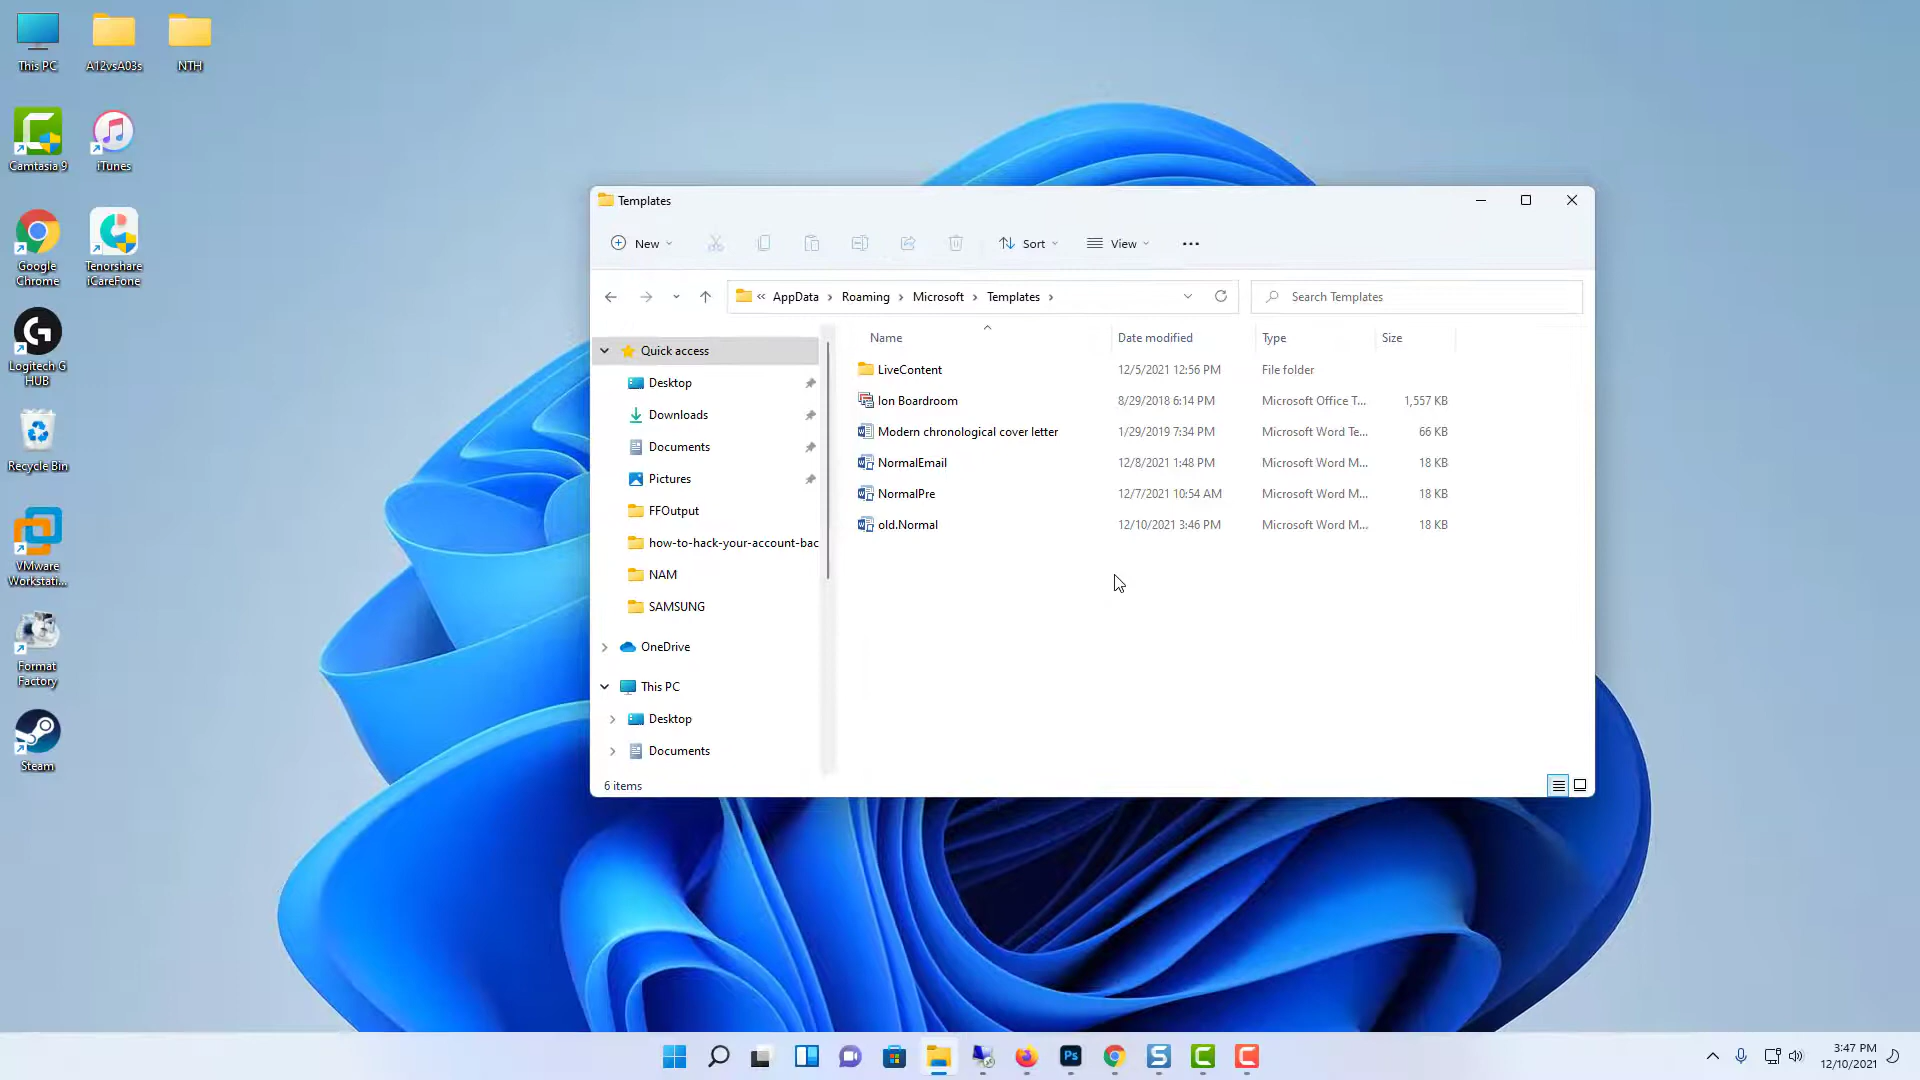 This PC
A12vsA03s
NTH
Camtasia 9
iTunes
Google
Chrome
Tenorshare
iCareFone
Logitech G
HUB
Recycle Bin
VMware
Workstati...
Format
Factory
Steam
Templates
New
Sort
View
« AppData › Roaming › Microsoft › Templates ›
Search Templates
Quick access
Desktop
Downloads
Documents
Pictures
FFOutput
how-to-hack-your-account-bac
NAM
SAMSUNG
OneDrive
This PC
Desktop
Documents
Name Date modified Type Size
LiveContent 12/5/2021 12:56 PM File folder
Ion Boardroom 8/29/2018 6:14 PM Microsoft Office T... 1,557 KB
Modern chronological cover letter 1/29/2019 7:34 PM Microsoft Word Te... 66 KB
NormalEmail 12/8/2021 1:48 PM Microsoft Word M... 18 KB
NormalPre 12/7/2021 10:54 AM Microsoft Word M... 18 KB
old.Normal 12/10/2021 3:46 PM Microsoft Word M... 18 KB
6 items
Ps
S
C
C
3:47 PM
12/10/2021